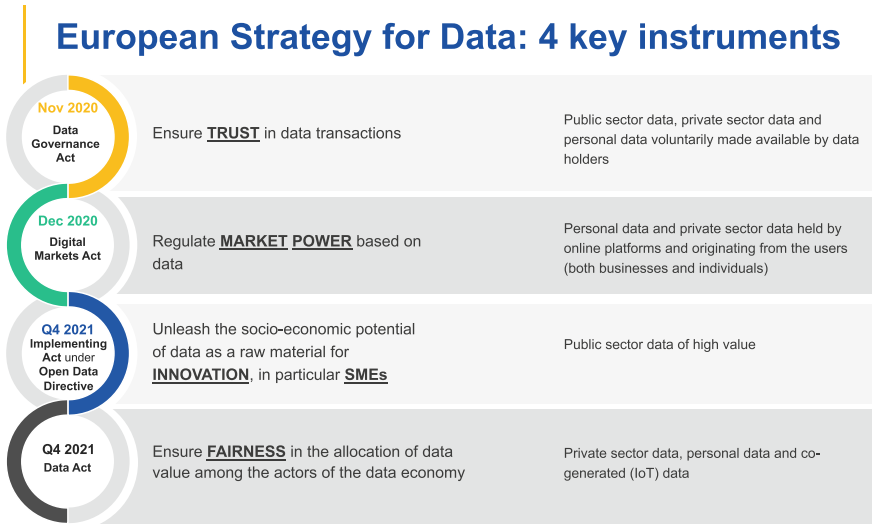 European Strategy for Data: 4 key instruments
Nov 2020
Data
Governance
Act
Ensure TRUST in data transactions
Public sector data, private sector data and
personal data voluntarily made available by data
holders
Dec 2020
Digital
Markets Act
Regulate MARKET POWER based on
data
Personal data and private sector data held by
online platforms and originating from the users
(both businesses and individuals)
Q4 2021
Implementing
Act under
Open Data
Directive
Unleash the socio-economic potential
of data as a raw material for
INNOVATION, in particular SMEs
Public sector data of high value
Q4 2021
Data Act
Ensure FAIRNESS in the allocation of data
value among the actors of the data economy
Private sector data, personal data and co-
generated (IoT) data